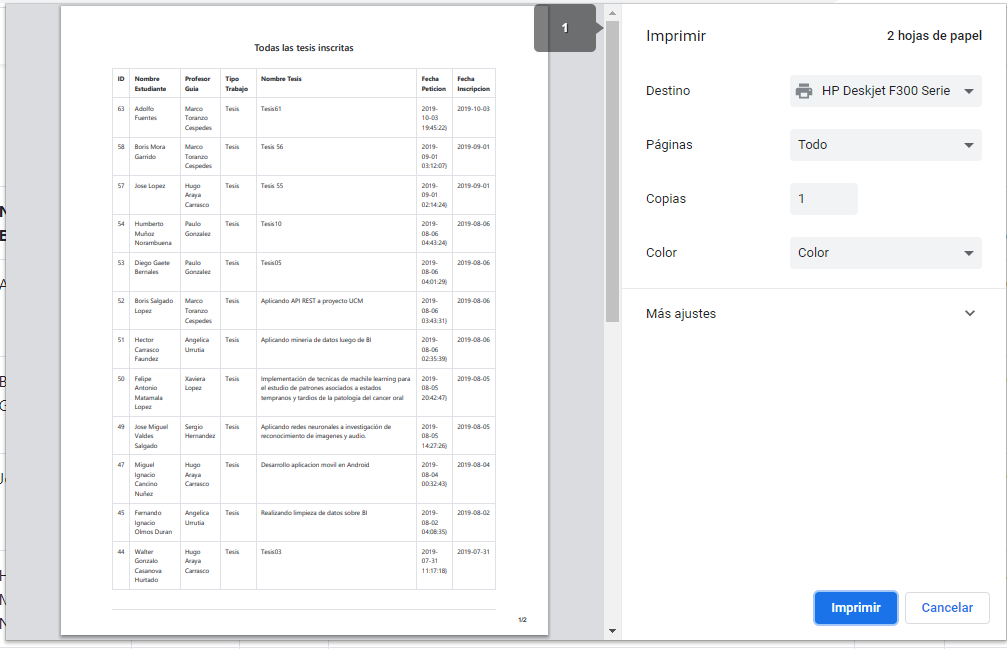 1
Todas las tesis inscritas
ID Nombre Estudiante Profesor Guia Tipo Trabajo Nombre Tesis Fecha Peticion Fecha Inscripcion
63 Adolfo Fuentes Marco Toranzo Cespedes Tesis Tesis61 2019-10-03 19:45:22) 2019-10-03
58 Boris Mora Garrido Marco Toranzo Cespedes Tesis Tesis 56 2019-09-01 03:12:07) 2019-09-01
57 Jose Lopez Hugo Araya Carrasco Tesis Tesis 55 2019-09-01 02:14:24) 2019-09-01
54 Humberto Muñoz Norambuena Paulo Gonzalez Tesis Tesis10 2019-08-06 04:43:24) 2019-08-06
53 Diego Gaete Bernales Paulo Gonzalez Tesis Tesis05 2019-08-06 04:01:29) 2019-08-06
52 Boris Salgado Lopez Marco Toranzo Cespedes Tesis Aplicando API REST a proyecto UCM 2019-08-06 03:43:31) 2019-08-06
51 Hector Carrasco Faundez Angelica Urrutia Tesis Aplicando mineria de datos luego de BI 2019-08-06 02:35:39) 2019-08-06
50 Felipe Antonio Matamala Lopez Xaviera Lopez Tesis Implementación de tecnicas de machile learning para el estudio de patrones asociados a estados tempranos y tardios de la patologia del cancer oral 2019-08-05 20:42:47) 2019-08-05
49 Jose Miguel Valdes Salgado Sergio Hernandez Tesis Aplicando redes neuronales a investigación de reconocimiento de imagenes y audio. 2019-08-05 14:27:26) 2019-08-05
47 Miguel Ignacio Cancino Nuñez Hugo Araya Carrasco Tesis Desarrollo aplicacion movil en Android 2019-08-04 00:32:43) 2019-08-04
45 Fernando Ignacio Olmos Duran Angelica Urrutia Tesis Realizando limpieza de datos sobre BI 2019-08-02 04:08:35) 2019-08-02
44 Walter Gonzalo Casanova Hurtado Hugo Araya Carrasco Tesis Tesis03 2019-07-31 11:17:18) 2019-07-31
1/2
Imprimir 2 hojas de papel
Destino HP Deskjet F300 Serie
Páginas Todo
Copias 1
Color Color
Más ajustes
Imprimir Cancelar